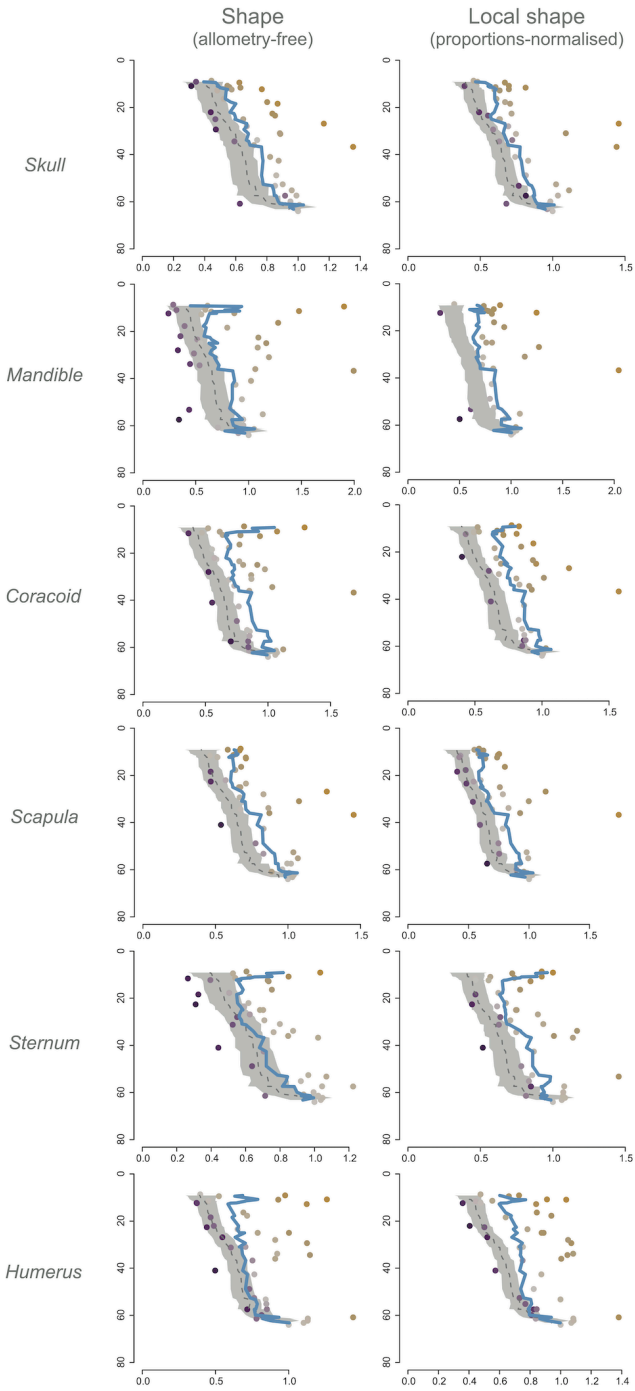 Shape Local shape
(allometry-free) (proportions-normalised)
Skull
0 20 40 60 80
0.0 0.2 0.4 0.6 0.8 1.0 1.2 1.4
0 20 40 60 80
0.0 0.5 1.0 1.5
Mandible
0 20 40 60 80
0.0 0.5 1.0 1.5 2.0
0 20 40 60 80
0.0 0.5 1.0 1.5 2.0
Coracoid
0 20 40 60 80
0.0 0.5 1.0 1.5
0 20 40 60 80
0.0 0.5 1.0 1.5
Scapula
0 20 40 60 80
0.0 0.5 1.0 1.5
0 20 40 60 80
0.0 0.5 1.0 1.5
Sternum
0 20 40 60 80
0.0 0.2 0.4 0.6 0.8 1.0 1.2
0 20 40 60 80
0.0 0.5 1.0 1.5
Humerus
0 20 40 60 80
0.0 0.5 1.0
0 20 40 60 80
0.0 0.2 0.4 0.6 0.8 1.0 1.2 1.4